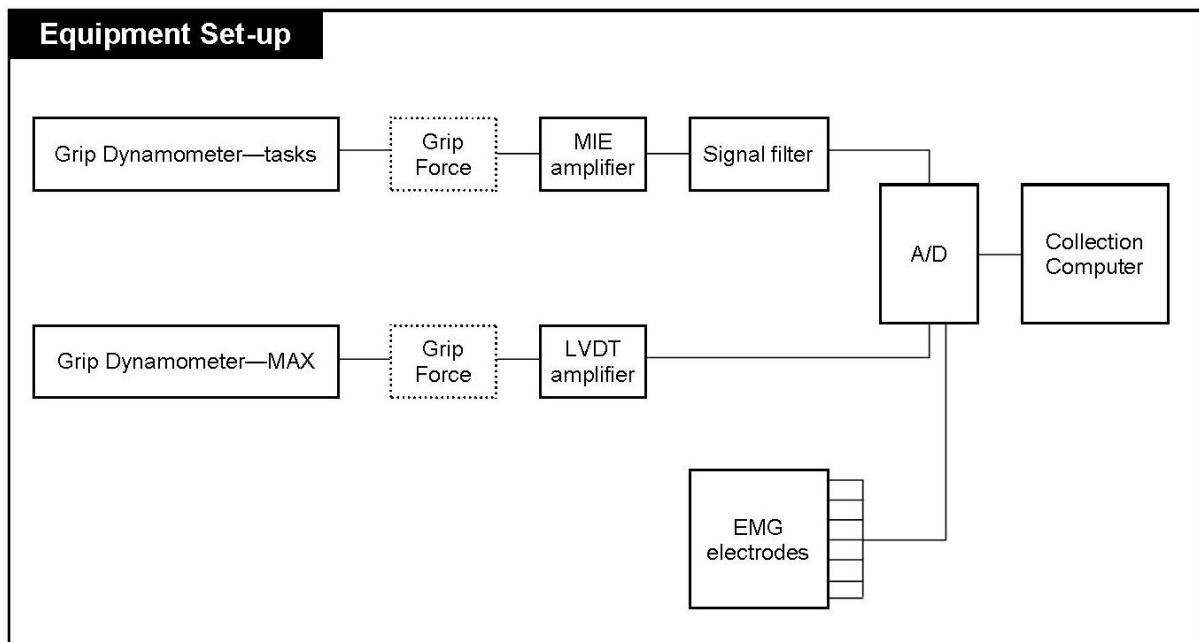 Equipment Set-up
Grip Dynamometer—tasks
Grip
Force
MIE
amplifier
Signal filter
A/D
Collection
Computer
Grip Dynamometer—MAX
Grip
Force
LVDT
amplifier
EMG
electrodes